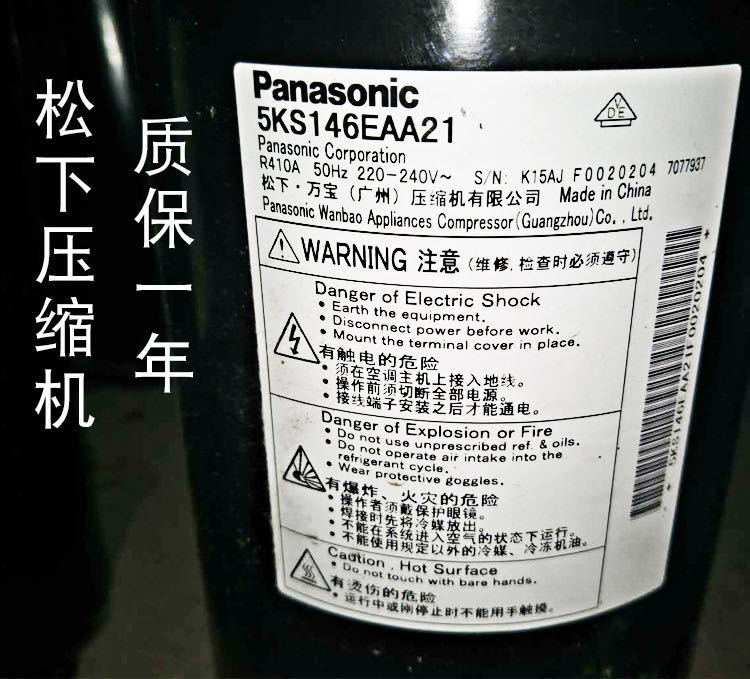 松下压缩机
质保一年
Panasonic
5KS146EAA21
Panasonic Corporation
R410A 50Hz 220-240V~ S/N: K15AJ F0020204 7077937
松下·万宝（广州）压缩机有限公司 Made in China
Panasonic Wanbao Appliances Compressor(Guangzhou)Co., Ltd.
VDE
WARNING 注意 (维修.检查时必须遵守)
Danger of Electric Shock
• Earth the equipment.
• Disconnect power before work.
• Mount the terminal cover in place.
有触电的危险
• 须在空调主机上接入地线。
• 操作前须切断全部电源。
• 接线端子安装之后才能通电。
Danger of Explosion or Fire
• Do not use unprescribed ref. & oils.
• Do not operate air intake into the
refrigerant cycle.
• Wear protective goggles.
有爆炸、火灾的危险
• 操作者须戴保护眼镜。
• 焊接时先将冷媒放出。
• 不能在系统进入空气的状态下运行。
• 不能使用规定以外的冷媒、冷冻机油。
Caution, Hot Surface
• Do not touch with bare hands.
有烫伤的危险
• 运行中或刚停止时不能用手触摸。
* 5KS146EAA21F0020204 *